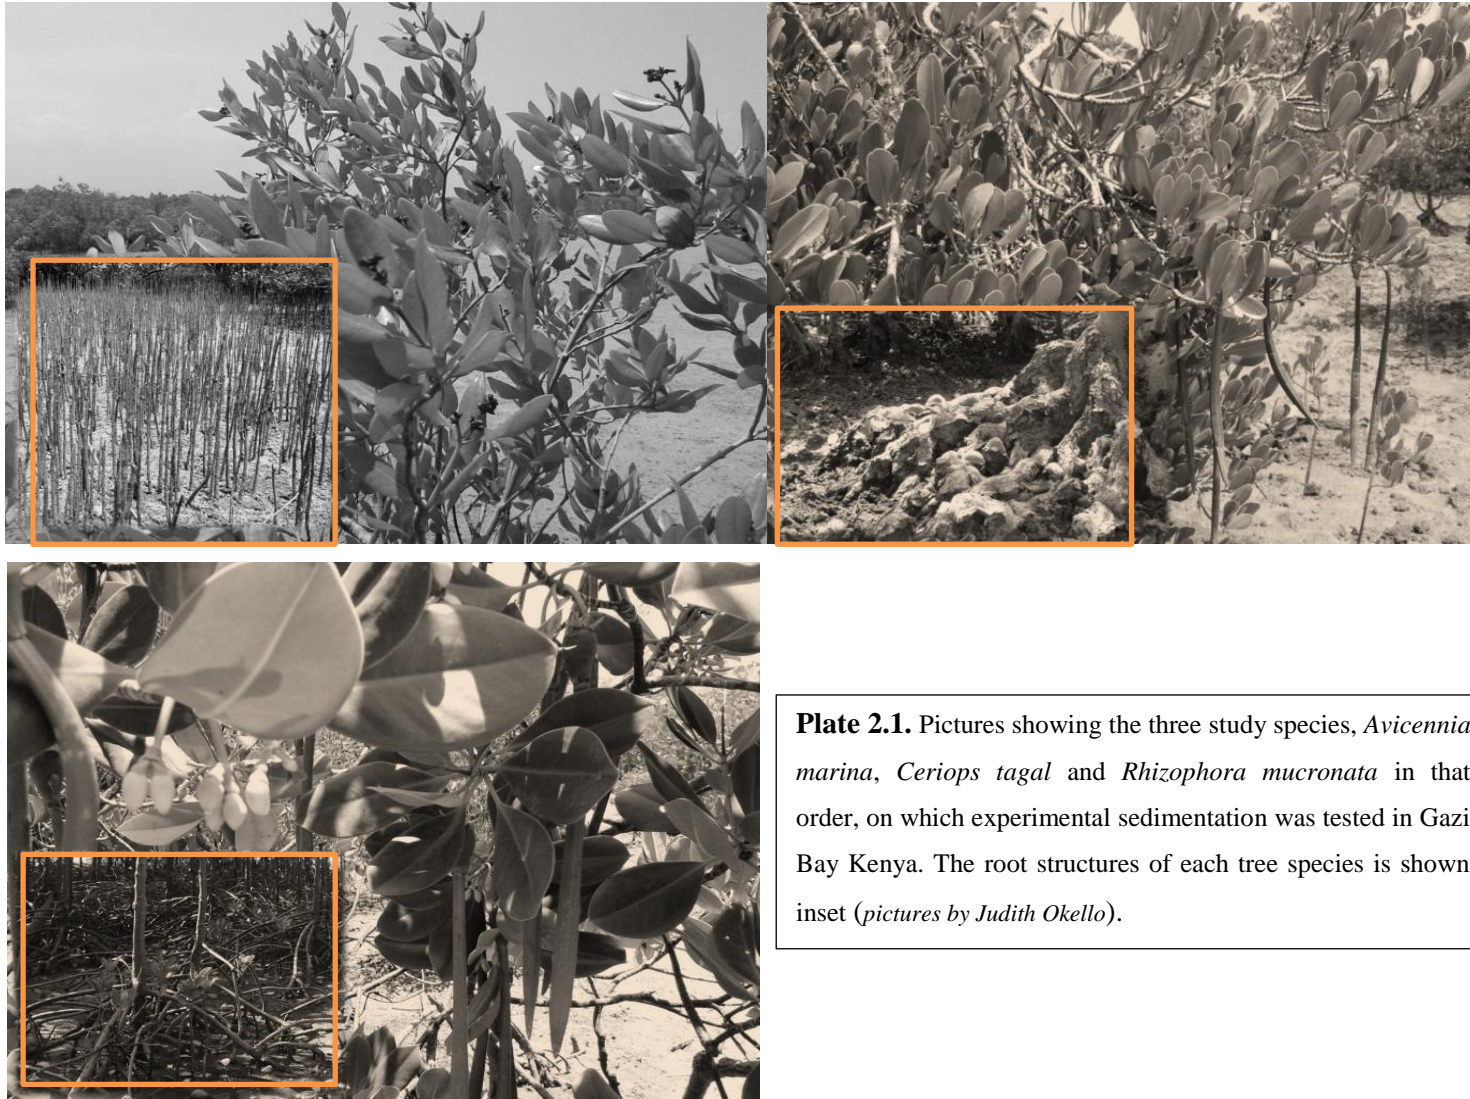 Plate 2.1. Pictures showing the three study species, Avicennia
marina, Ceriops tagal and Rhizophora mucronata in that
order, on which experimental sedimentation was tested in Gazi
Bay Kenya. The root structures of each tree species is shown
inset (pictures by Judith Okello).